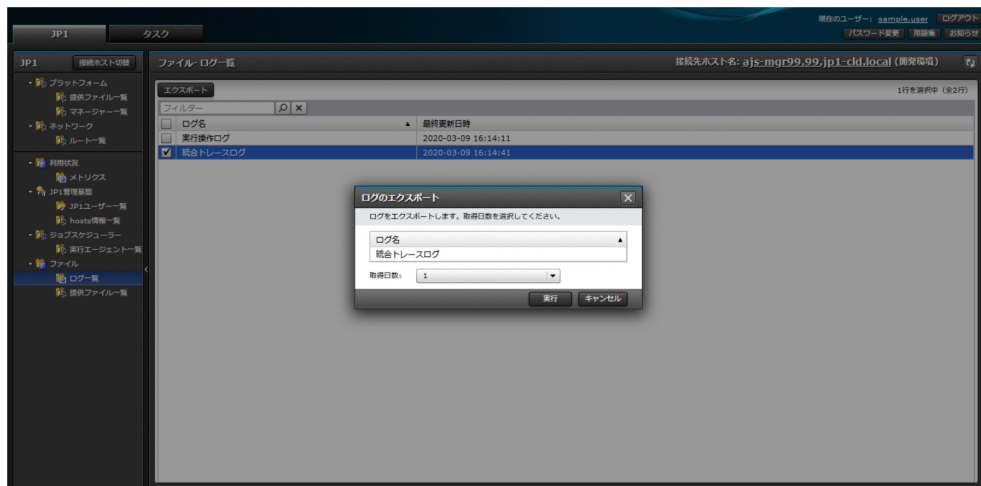 現在のユーザー: sample.user ログアウト
JP1 タスク パスワード変更 用語集 お知らせ
JP1 接続ホスト切替 ファイル- ログ一覧 接続先ホスト名: ajs-mgr99.99.jp1-cld.local (開発環境)
プラットフォーム
提供ファイル一覧
マネージャー一覧
ネットワーク
ルート一覧
利用状況
メトリクス
JP1管理基盤
JP1ユーザー一覧
hosts情報一覧
ジョブスケジューラー
実行エージェント一覧
ファイル
ログ一覧
提供ファイル一覧
エクスポート 1行を選択中 (全2行)
フィルター
ログ名 最終更新日時
実行操作ログ 2020-03-09 16:14:11
統合トレースログ 2020-03-09 16:14:41
ログのエクスポート
ログをエクスポートします。取得日数を選択してください。
ログ名
統合トレースログ
取得日数: 1
実行 キャンセル